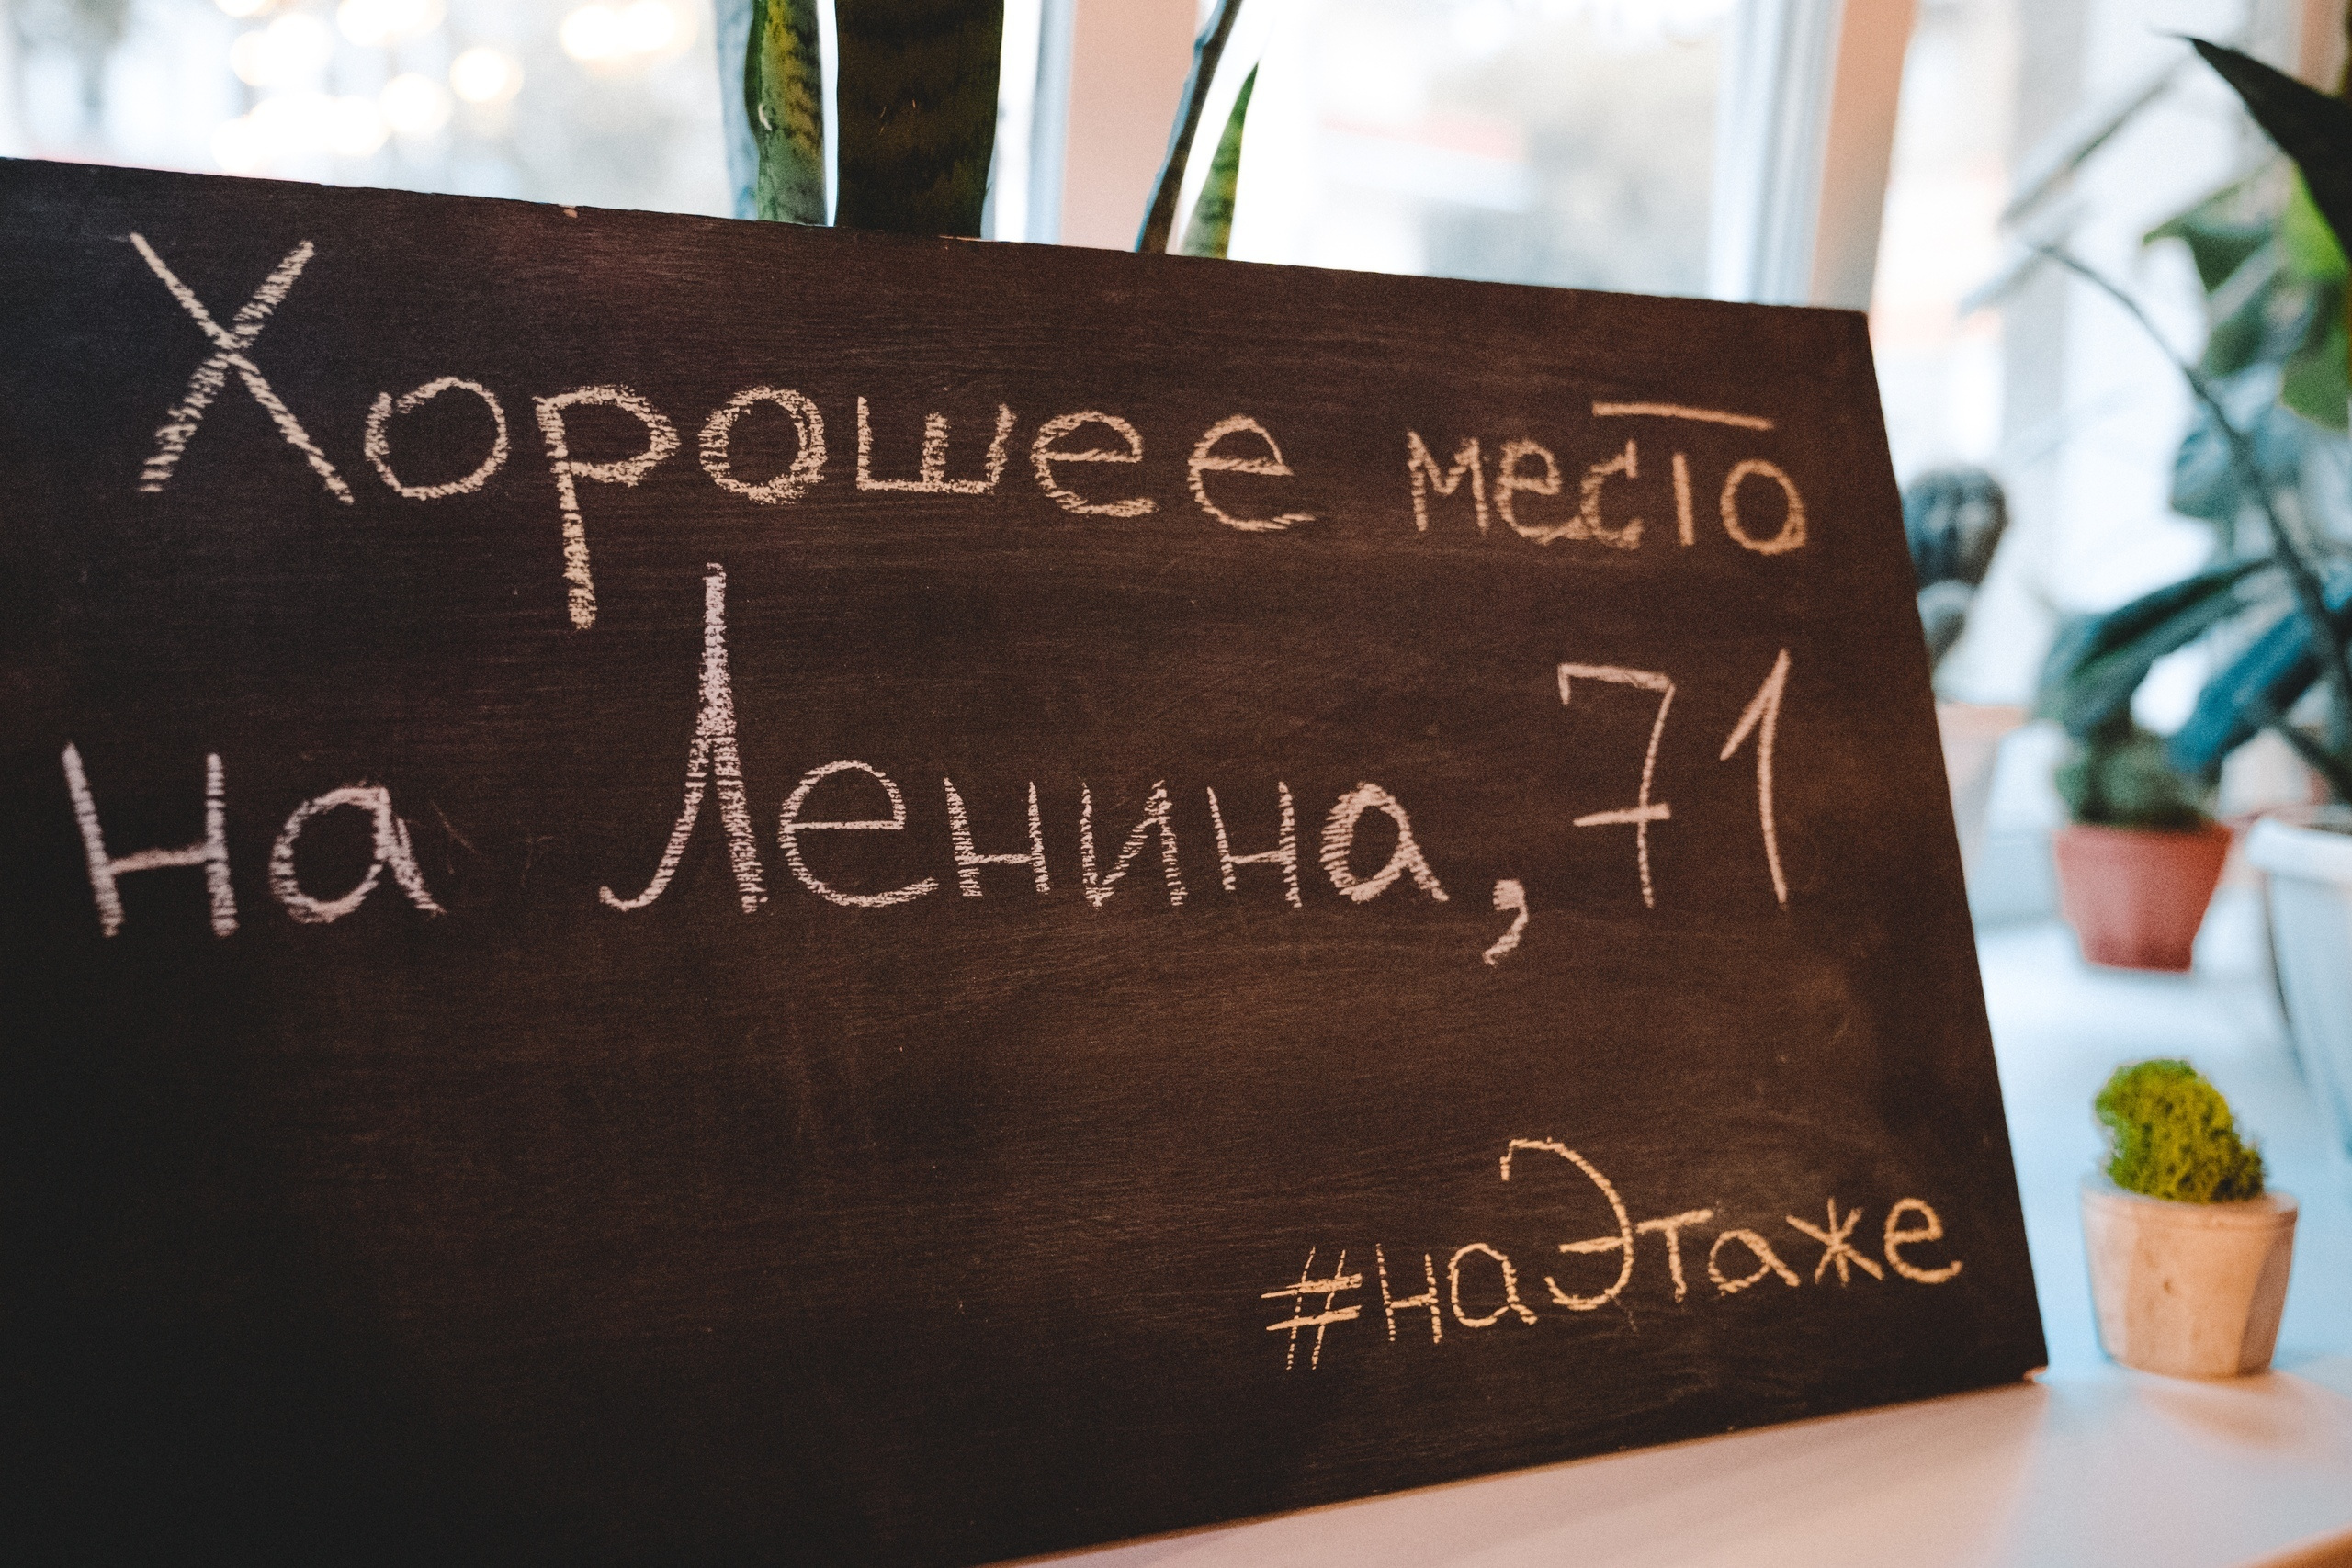 Хорошее место
на Ленина, 71
#наЭтаже